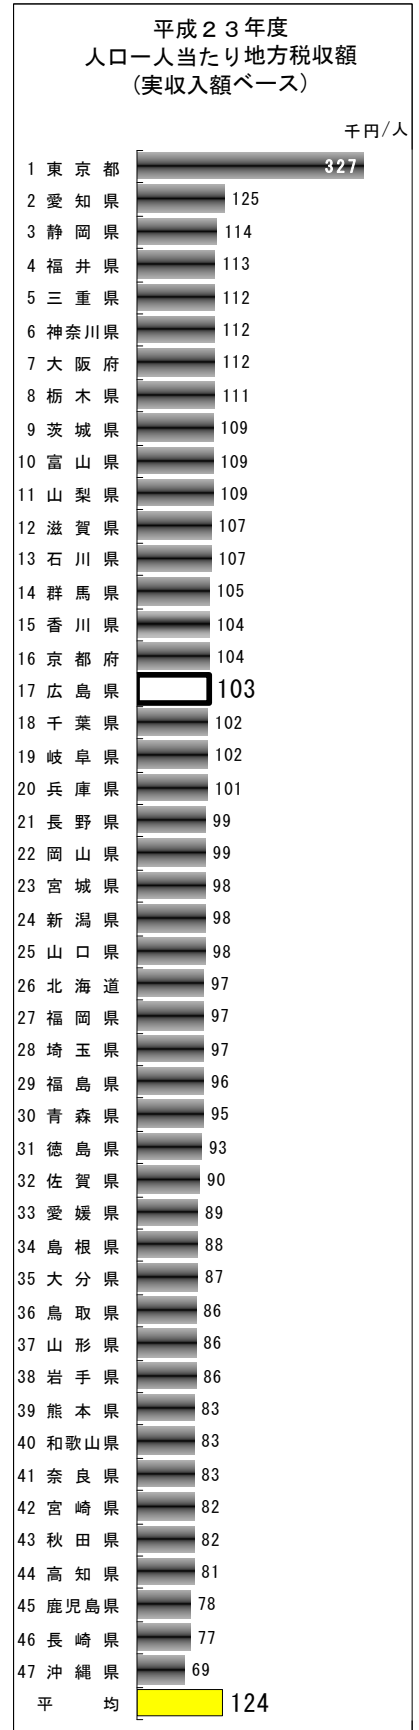 平成２３年度
人口一人当たり地方税収額
(実収入額ベース)
千円/人
1 東京都 327
2 愛知県 125
3 静岡県 114
4 福井県 113
5 三重県 112
6 神奈川県 112
7 大阪府 112
8 栃木県 111
9 茨城県 109
10 富山県 109
11 山梨県 109
12 滋賀県 107
13 石川県 107
14 群馬県 105
15 香川県 104
16 京都府 104
17 広島県 103
18 千葉県 102
19 岐阜県 102
20 兵庫県 101
21 長野県 99
22 岡山県 99
23 宮城県 98
24 新潟県 98
25 山口県 98
26 北海道 97
27 福岡県 97
28 埼玉県 97
29 福島県 96
30 青森県 95
31 徳島県 93
32 佐賀県 90
33 愛媛県 89
34 島根県 88
35 大分県 87
36 鳥取県 86
37 山形県 86
38 岩手県 86
39 熊本県 83
40 和歌山県 83
41 奈良県 83
42 宮崎県 82
43 秋田県 82
44 高知県 81
45 鹿児島県 78
46 長崎県 77
47 沖縄県 69
平均 124